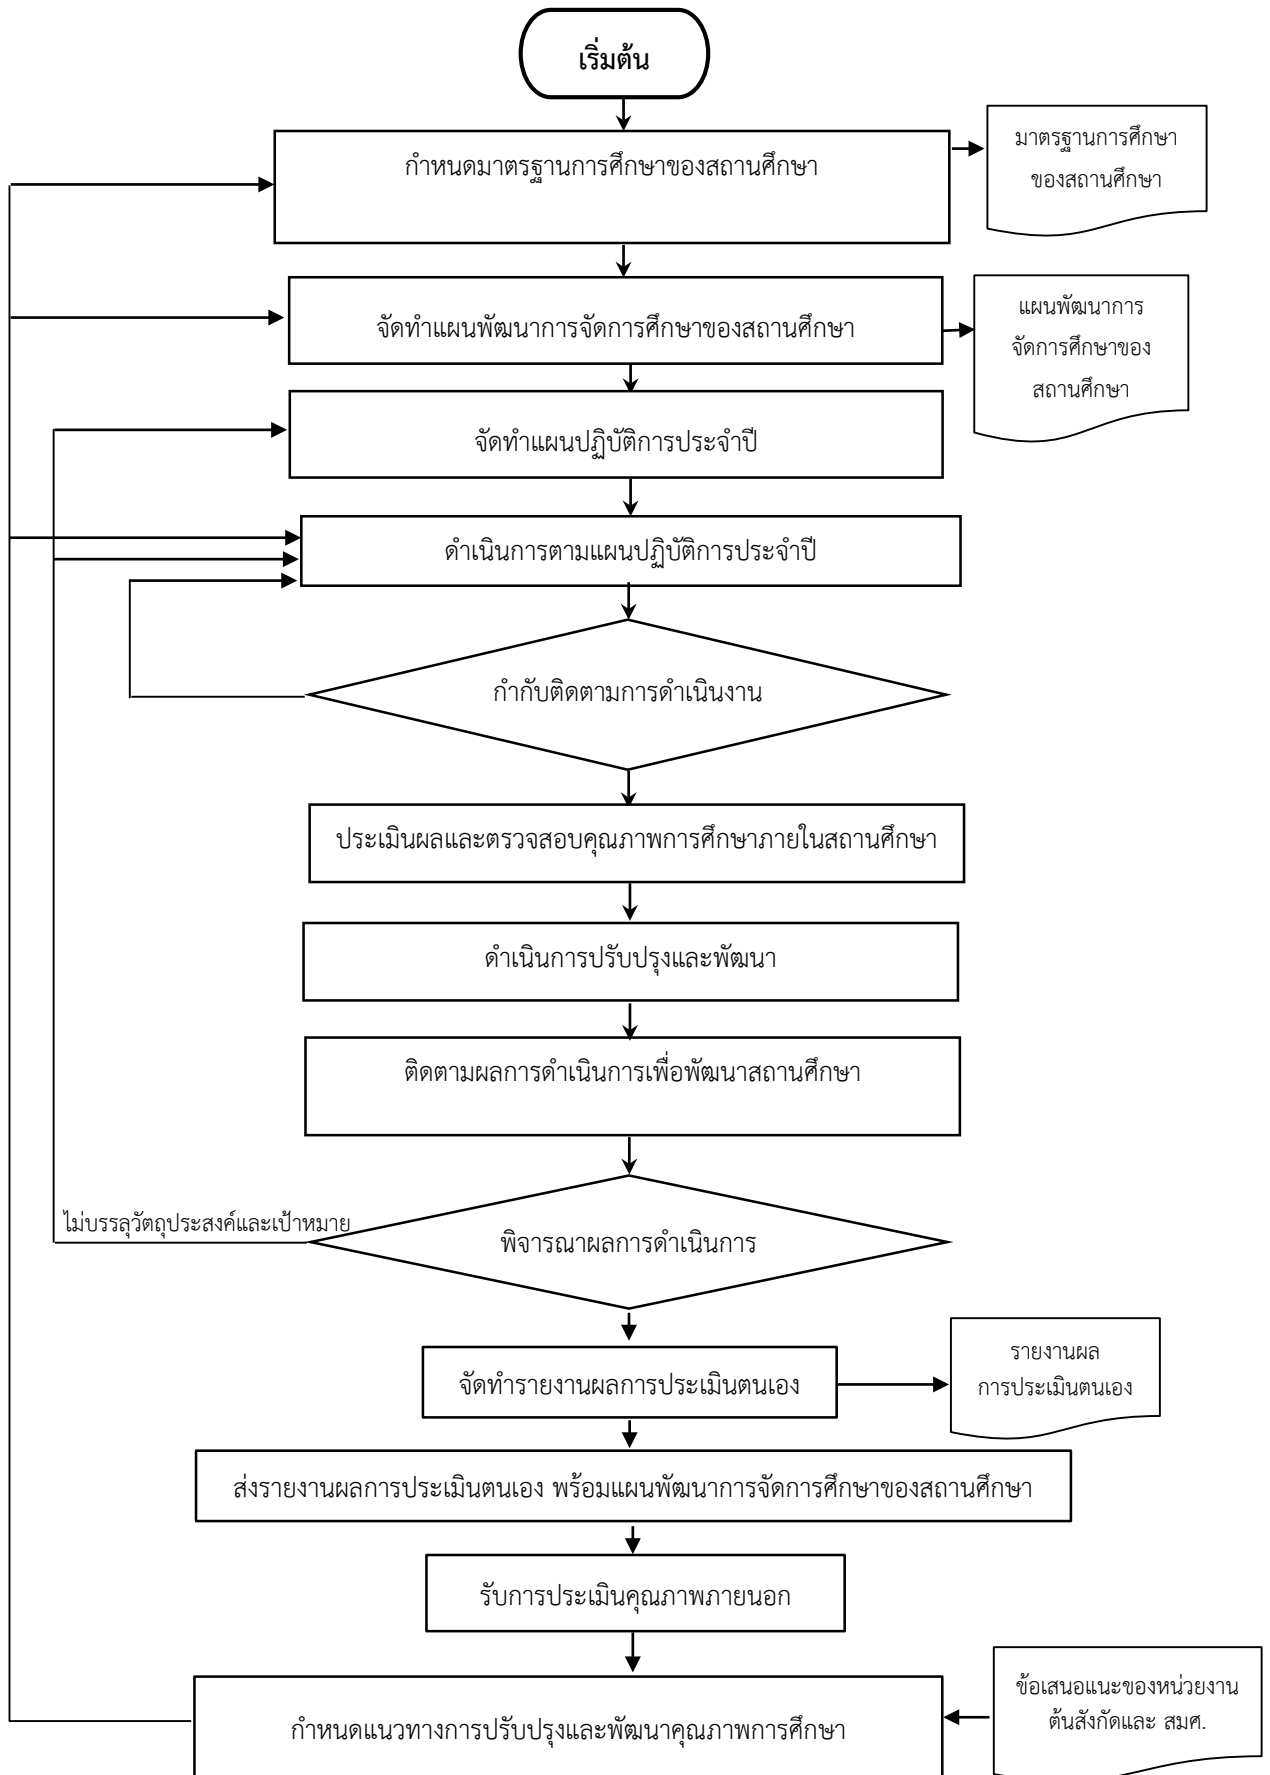 เริ่มต้น
กำหนดมาตรฐานการศึกษาของสถานศึกษา
มาตรฐานการศึกษา
ของสถานศึกษา
จัดทำแผนพัฒนาการจัดการศึกษาของสถานศึกษา
แผนพัฒนาการ
จัดการศึกษาของ
สถานศึกษา
จัดทำแผนปฏิบัติการประจำปี
ดำเนินการตามแผนปฏิบัติการประจำปี
กำกับติดตามการดำเนินงาน
ประเมินผลและตรวจสอบคุณภาพการศึกษาภายในสถานศึกษา
ดำเนินการปรับปรุงและพัฒนา
ติดตามผลการดำเนินการเพื่อพัฒนาสถานศึกษา
ไม่บรรลุวัตถุประสงค์และเป้าหมาย
พิจารณาผลการดำเนินการ
จัดทำรายงานผลการประเมินตนเอง
รายงานผล
การประเมินตนเอง
ส่งรายงานผลการประเมินตนเอง พร้อมแผนพัฒนาการจัดการศึกษาของสถานศึกษา
รับการประเมินคุณภาพภายนอก
กำหนดแนวทางการปรับปรุงและพัฒนาคุณภาพการศึกษา
ข้อเสนอแนะของหน่วยงาน
ต้นสังกัดและ สมศ.